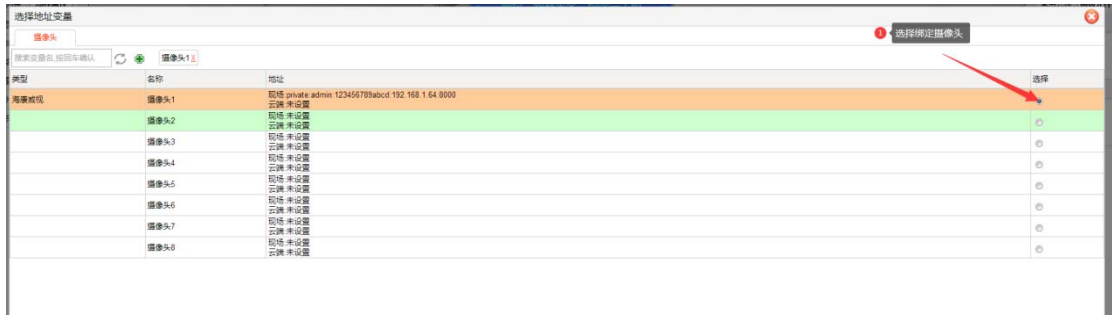 选择地址变量
摄像头
1 选择绑定摄像头
搜索变量名,按回车确认
摄像头1 X
类型 名称 地址 选择
海康威视 摄像头1 现场:private:admin:123456789abcd:192.168.1.64:8000
云端:未设置
摄像头2 现场:未设置
云端:未设置
摄像头3 现场:未设置
云端:未设置
摄像头4 现场:未设置
云端:未设置
摄像头5 现场:未设置
云端:未设置
摄像头6 现场:未设置
云端:未设置
摄像头7 现场:未设置
云端:未设置
摄像头8 现场:未设置
云端:未设置